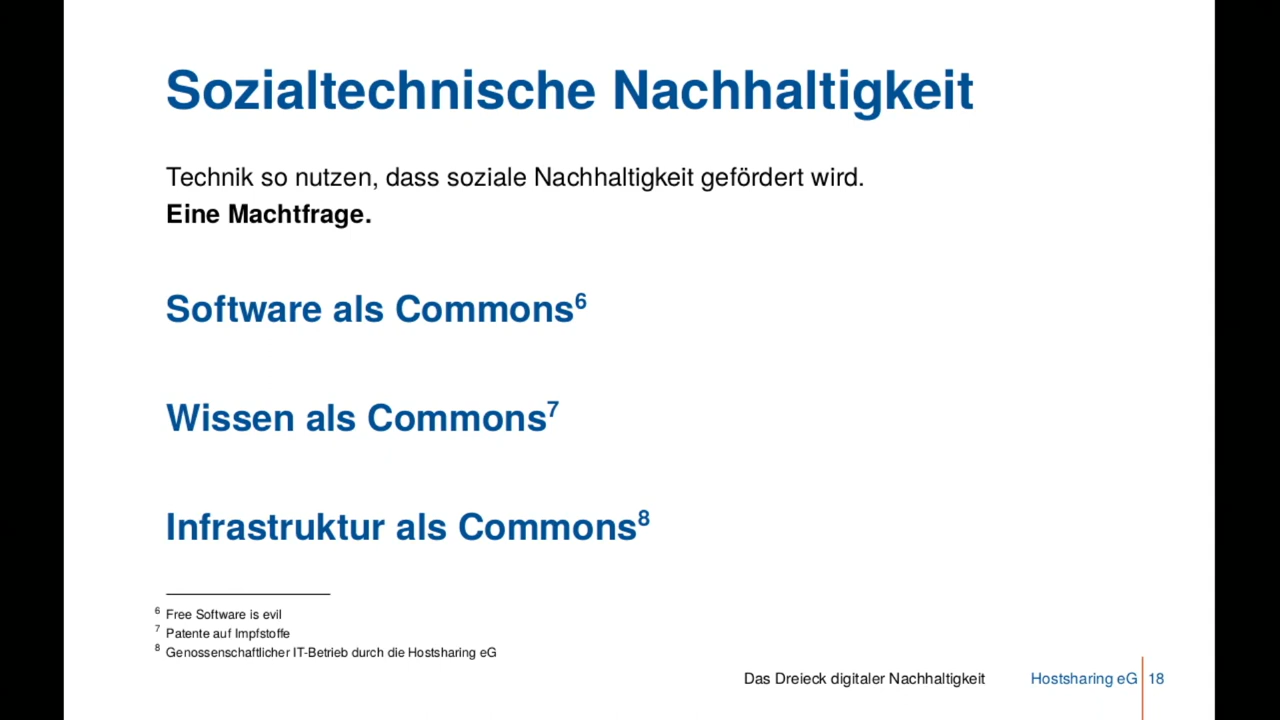 Sozialtechnische Nachhaltigkeit
Technik so nutzen, dass soziale Nachhaltigkeit gefördert wird.
Eine Machtfrage.
Software als Commons⁶
Wissen als Commons⁷
Infrastruktur als Commons⁸
⁶ Free Software is evil
⁷ Patente auf Impfstoffe
⁸ Genossenschaftlicher IT-Betrieb durch die Hostsharing eG
Das Dreieck digitaler Nachhaltigkeit Hostsharing eG 18